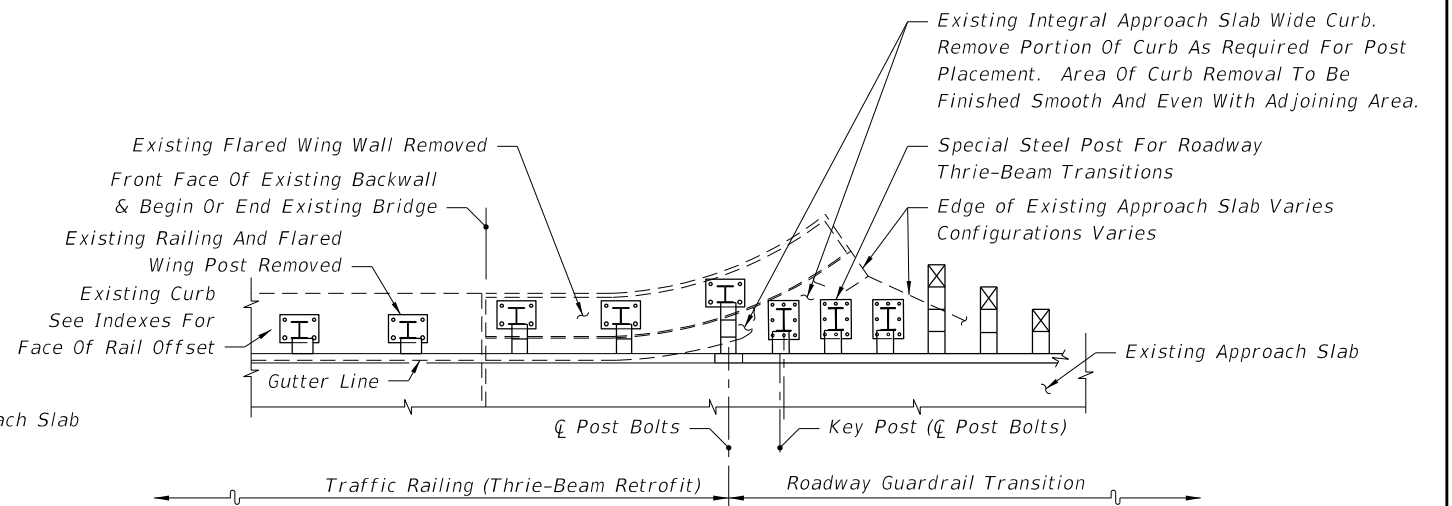 Existing Integral Approach Slab Wide Curb.
Remove Portion Of Curb As Required For Post
Placement. Area Of Curb Removal To Be
Finished Smooth And Even With Adjoining Area.
Existing Flared Wing Wall Removed
Special Steel Post For Roadway
Thrie-Beam Transitions
Front Face Of Existing Backwall
& Begin Or End Existing Bridge
Edge of Existing Approach Slab Varies
Configurations Varies
Existing Railing And Flared
Wing Post Removed
Existing Curb
See Indexes For
Face Of Rail Offset
Existing Approach Slab
Gutter Line
ach Slab
℄ Post Bolts
Key Post (℄ Post Bolts)
Traffic Railing (Thrie-Beam Retrofit)
Roadway Guardrail Transition